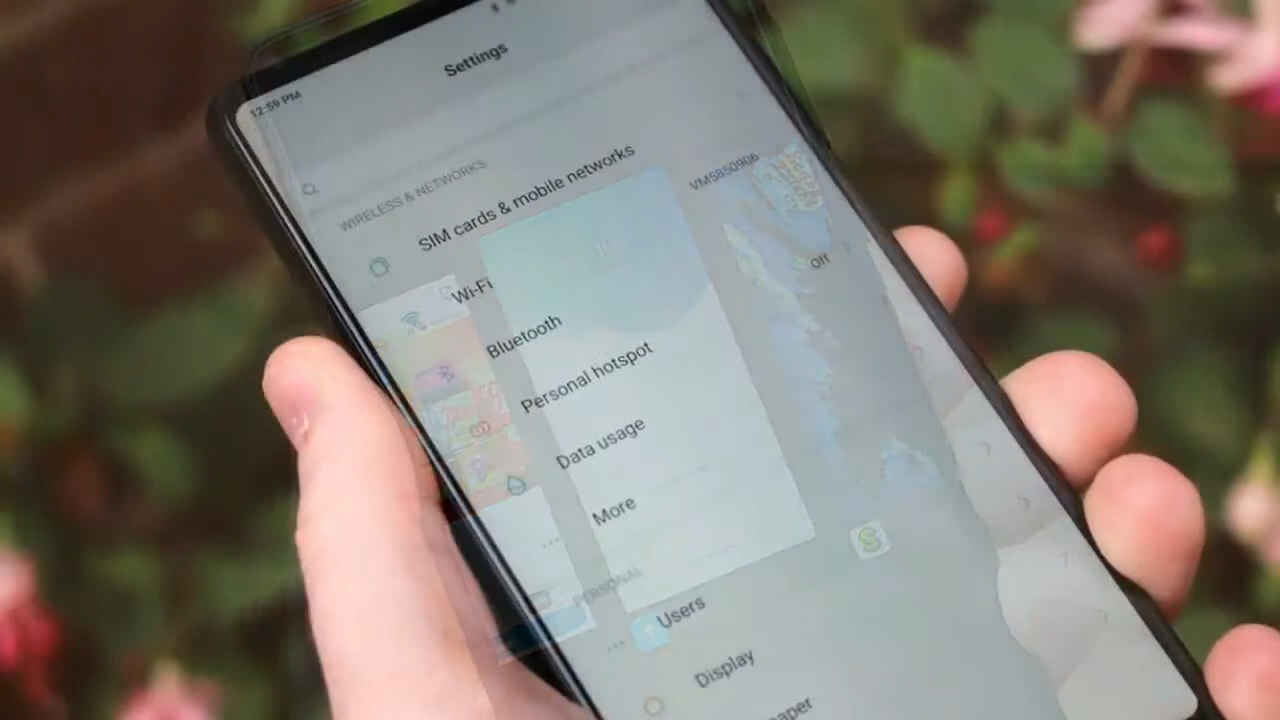 Settings
12:59 PM
WIRELESS & NETWORKS
SIM cards & mobile networks
VM5850906
Wi-Fi
Off
Bluetooth
Personal hotspot
Data usage
More
PERSONAL
Users
Display